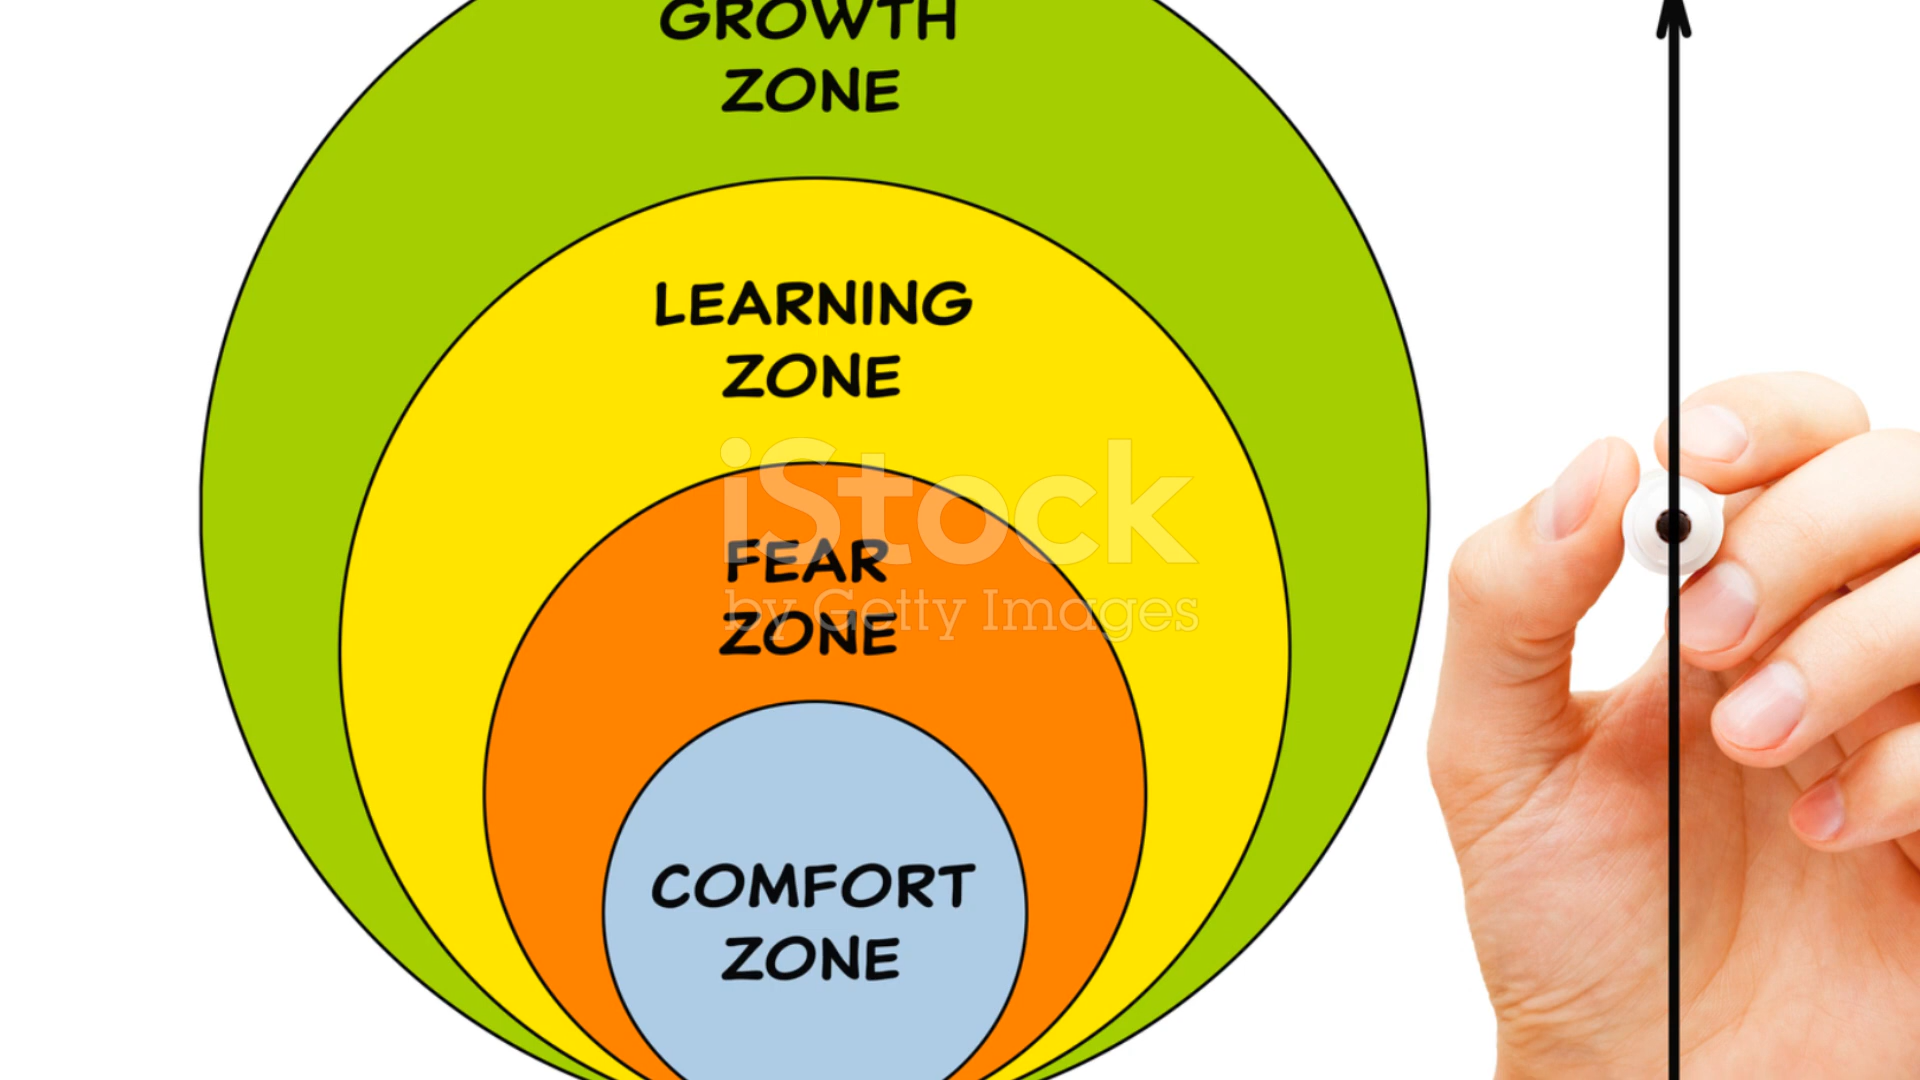 GROWTH
ZONE
LEARNING
ZONE
iStock
FEAR
by Getty Images
ZONE
COMFORT
ZONE